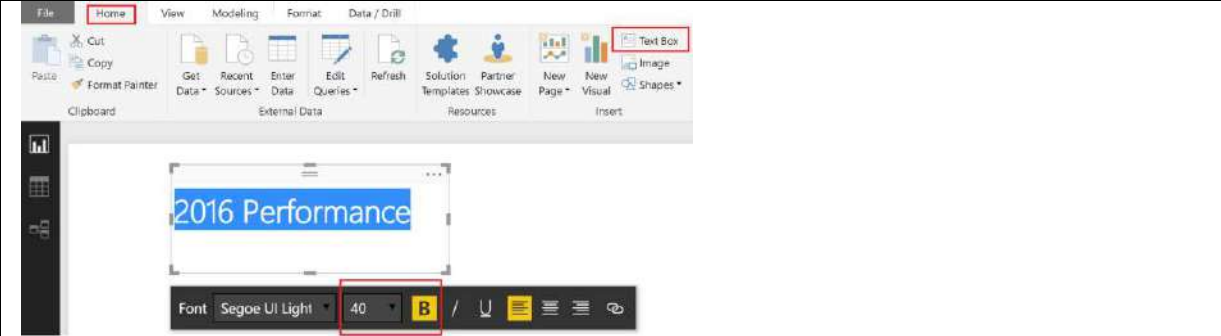 File Home View Modeling Format Data / Drill
Cut
Copy
Format Painter
Paste
Clipboard
Get Data
Recent Sources
Enter Data
Edit Queries
Refresh
External Data
Solution Templates
Partner Showcase
Resources
New Page
New Visual
Text Box
Image
Shapes
Insert
2016 Performance
Font Segoe UI Light 40 B / U